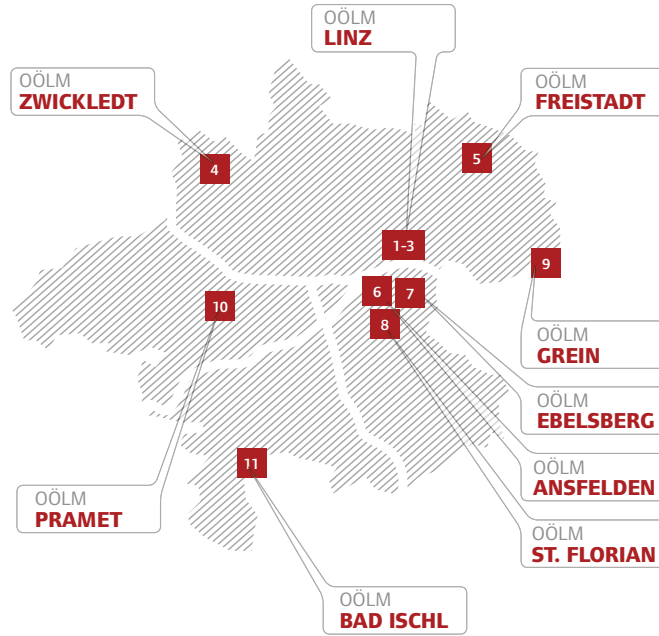 OÖLM
LINZ
OÖLM
ZWICKLEDT
OÖLM
FREISTADT
4
5
1-3
9
6
7
10
8
OÖLM
GREIN
OÖLM
EBELSBERG
11
OÖLM
ANSFELDEN
OÖLM
PRAMET
OÖLM
ST. FLORIAN
OÖLM
BAD ISCHL